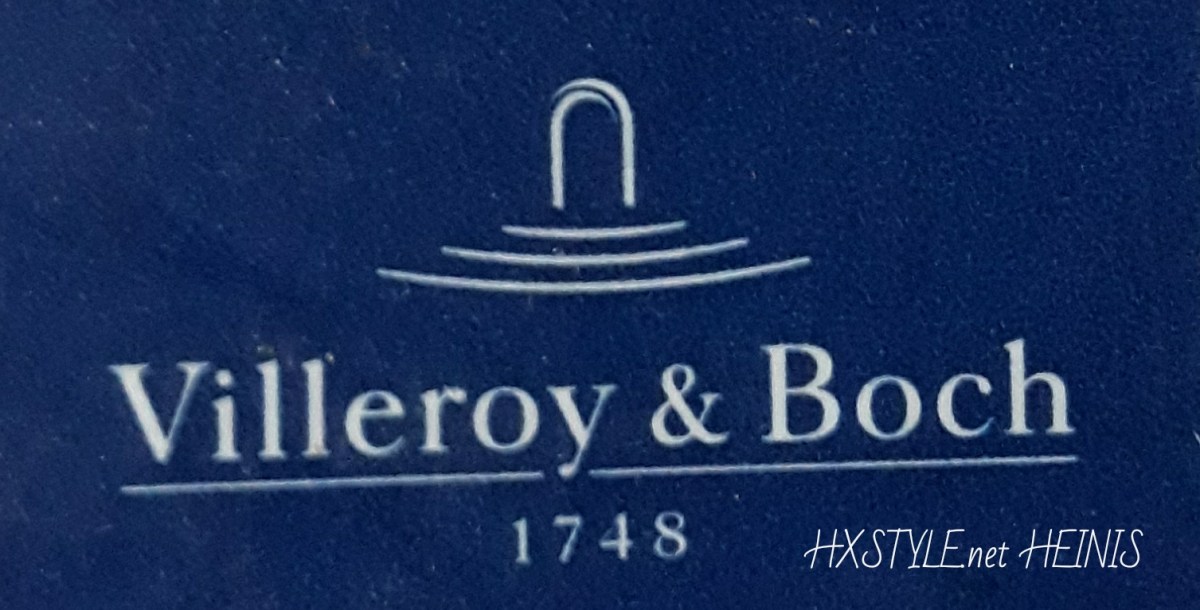 Villeroy & Boch
1748
HXSTYLE.net HEINIS